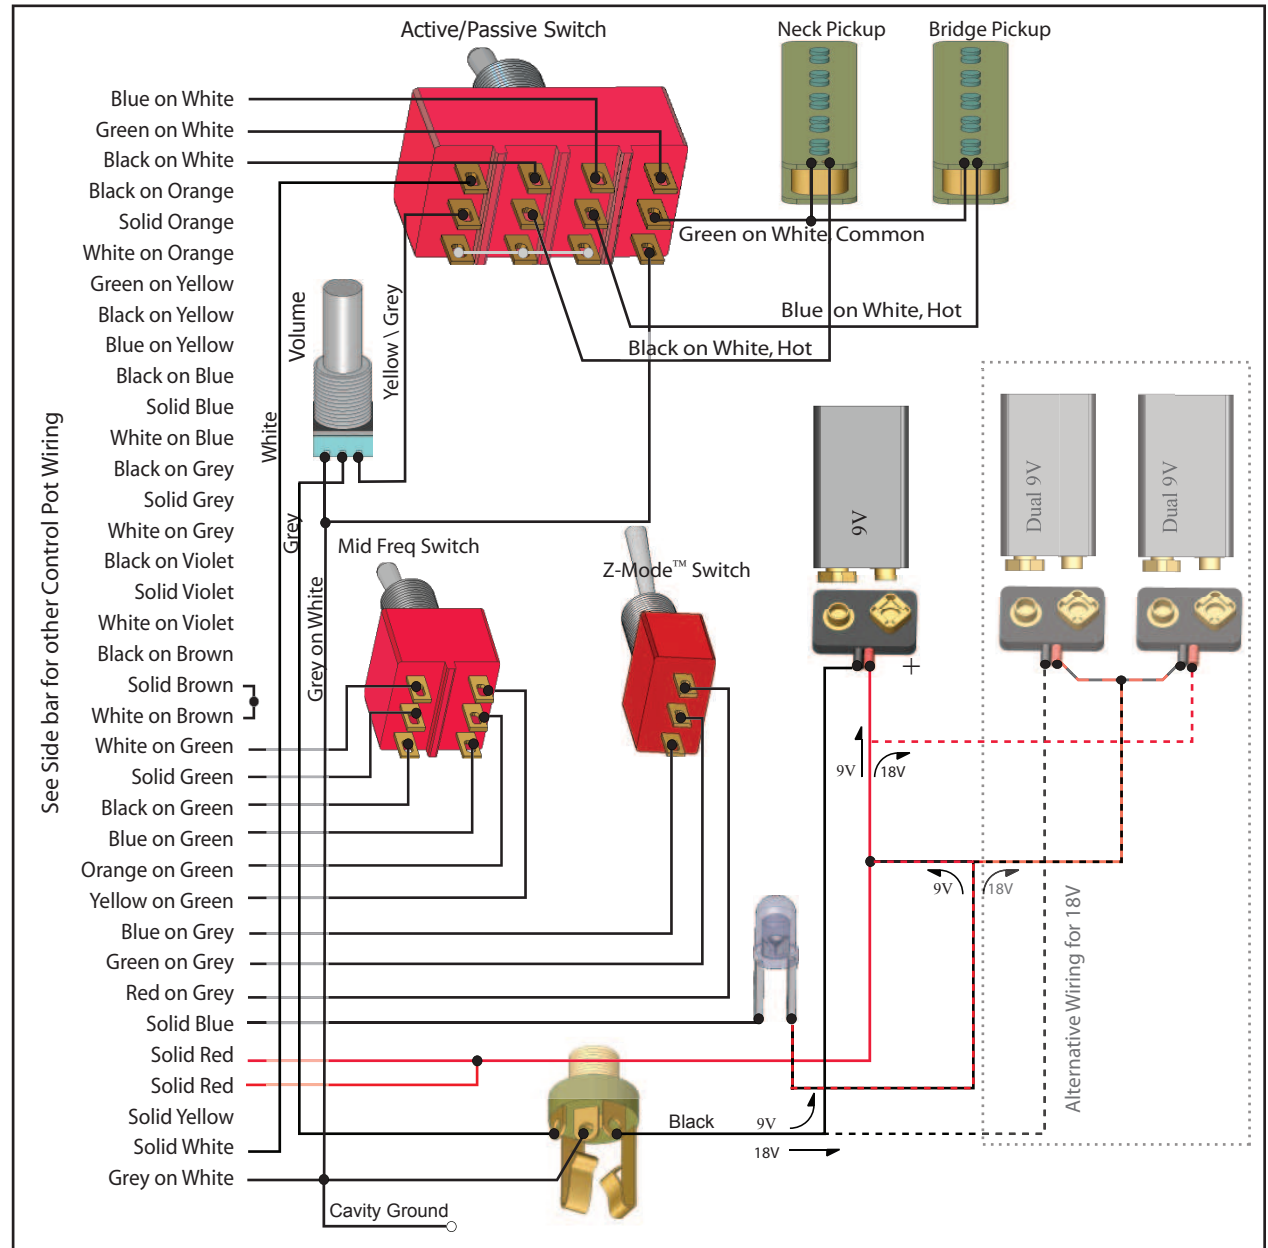 Active/Passive Switch
Neck Pickup
Bridge Pickup
Blue on White
Green on White
Black on White
Black on Orange
Solid Orange
White on Orange
Green on Yellow
Black on Yellow
Blue on Yellow
Black on Blue
Solid Blue
White on Blue
Black on Grey
Solid Grey
White on Grey
Black on Violet
Solid Violet
White on Violet
Black on Brown
Solid Brown
White on Brown
White on Green
Solid Green
Black on Green
Blue on Green
Orange on Green
Yellow on Green
Blue on Grey
Green on Grey
Red on Grey
Solid Blue
Solid Red
Solid Red
Solid Yellow
Solid White
Grey on White
See Side bar for other Control Pot Wiring
White
Volume
Yellow \ Grey
Grey
Grey on White
Green on White, Common
Blue on White, Hot
Black on White, Hot
Mid Freq Switch
Z-Mode™ Switch
9V
Dual 9V
Dual 9V
+
9V
18V
9V
18V
Alternative Wiring for 18V
Black
9V
18V
Cavity Ground